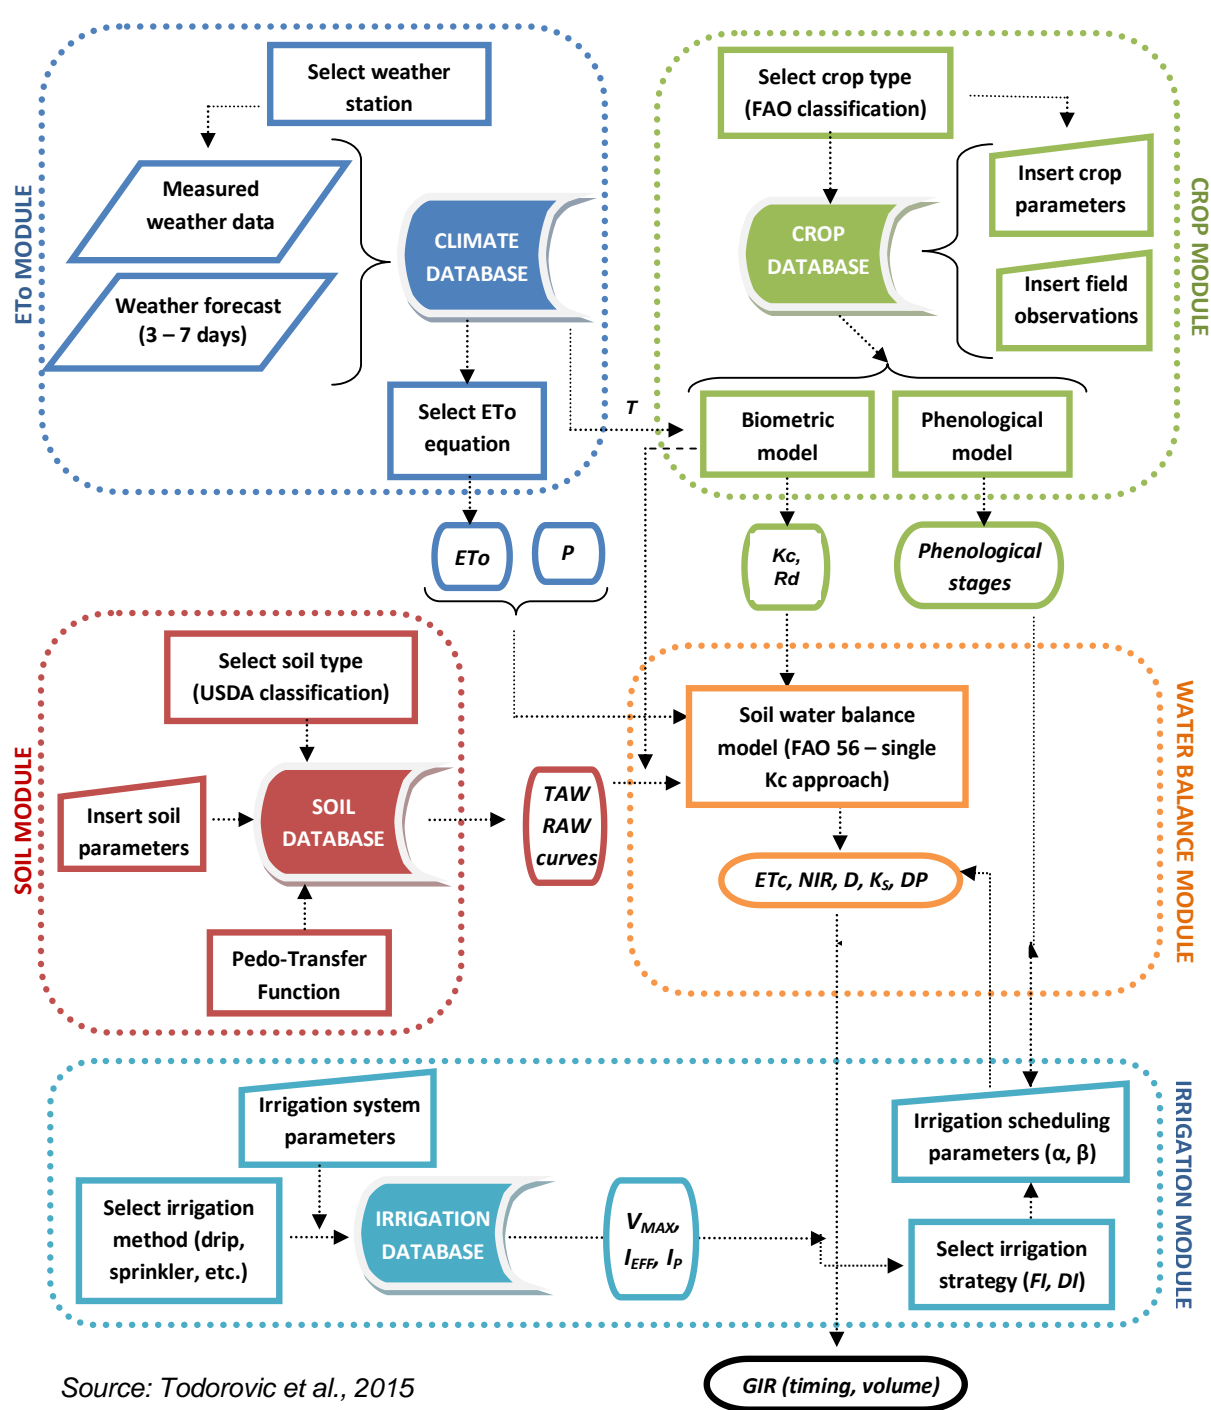 Select weather
station
Measured
weather data
Weather forecast
(3 – 7 days)
CLIMATE
DATABASE
Select ETo
equation
ETo MODULE
T
ETo
P
Select crop type
(FAO classification)
Insert crop
parameters
CROP
DATABASE
Insert field
observations
Biometric
model
Phenological
model
CROP MODULE
Kc,
Rd
Phenological
stages
Select soil type
(USDA classification)
Insert soil
parameters
SOIL
DATABASE
Pedo-Transfer
Function
SOIL MODULE
TAW
RAW
curves
Soil water balance
model (FAO 56 – single
Kc approach)
ETc, NIR, D, KS, DP
WATER BALANCE MODULE
Irrigation system
parameters
Select irrigation
method (drip,
sprinkler, etc.)
IRRIGATION
DATABASE
VMAX,
IEFF, IP
Irrigation scheduling
parameters (α, β)
Select irrigation
strategy (FI, DI)
IRRIGATION MODULE
GIR (timing, volume)
Source: Todorovic et al., 2015